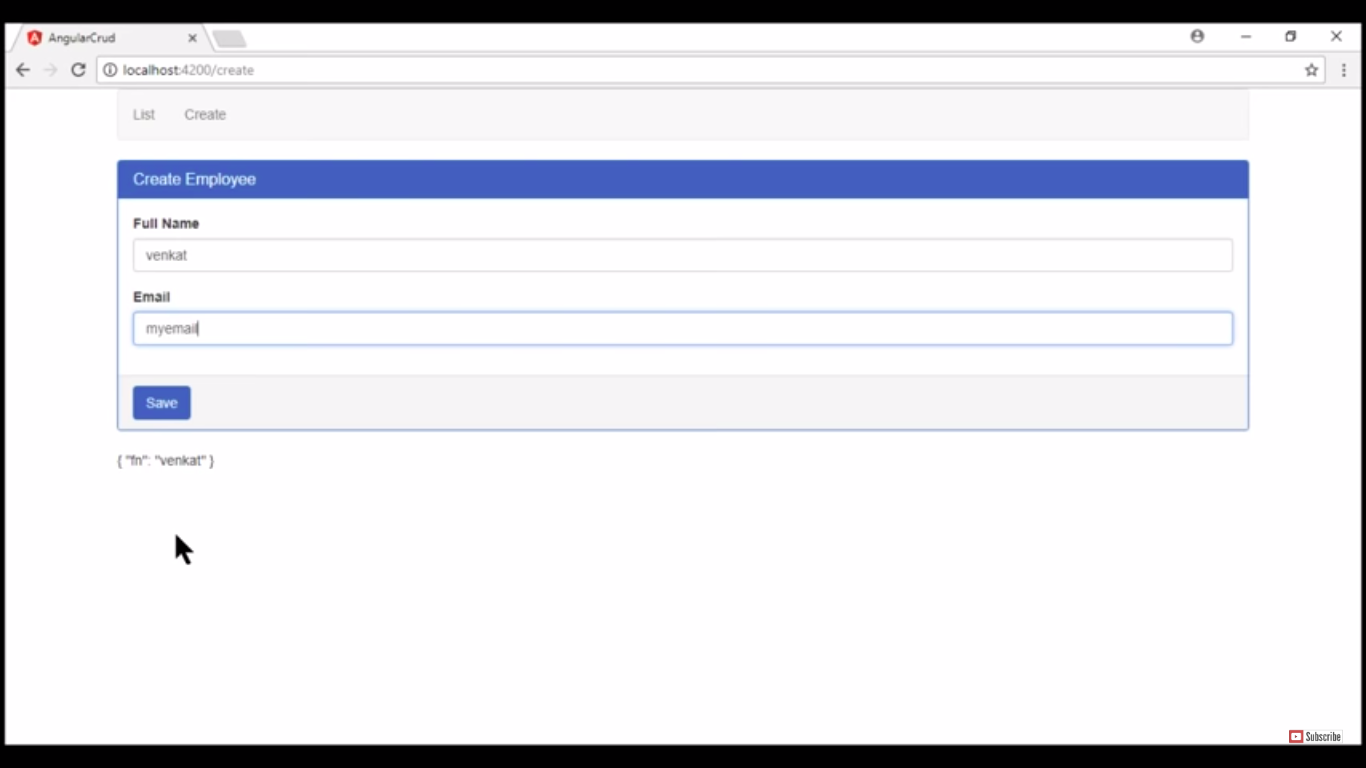 AngularCrud
localhost:4200/create
List Create
Create Employee
Full Name
venkat
Email
myemail
Save
{ "fn": "venkat" }
Subscribe